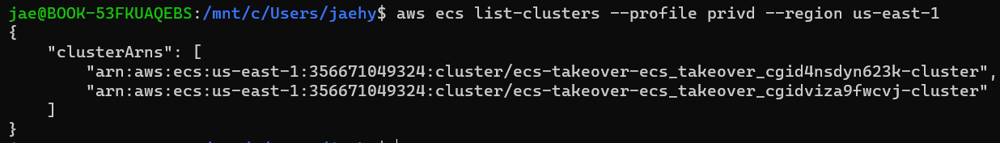 jae@BOOK-53FKUAQEBS:/mnt/c/Users/jaehy$ aws ecs list-clusters --profile privd --region us-east-1
{
    "clusterArns": [
        "arn:aws:ecs:us-east-1:356671049324:cluster/ecs-takeover-ecs_takeover_cgid4nsdyn623k-cluster",
        "arn:aws:ecs:us-east-1:356671049324:cluster/ecs-takeover-ecs_takeover_cgidviza9fwcvj-cluster"
    ]
}